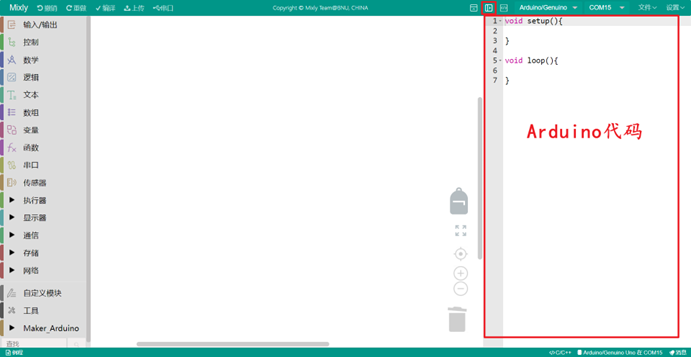 Mixly 撤销 重做 编译 上传 串口 Copyright © Mixly Team@BNU, CHINA Arduino/Genuino COM15 文件 设置
输入/输出
控制
数学
逻辑
文本
数组
变量
函数
串口
传感器
执行器
显示器
通信
存储
网络
自定义模块
工具
Maker_Arduino
查找
1 void setup(){
2
3 }
4
5 void loop(){
6
7 }
Arduino代码
例程 C/C++ Arduino/Genuino Uno 在 COM15 消息